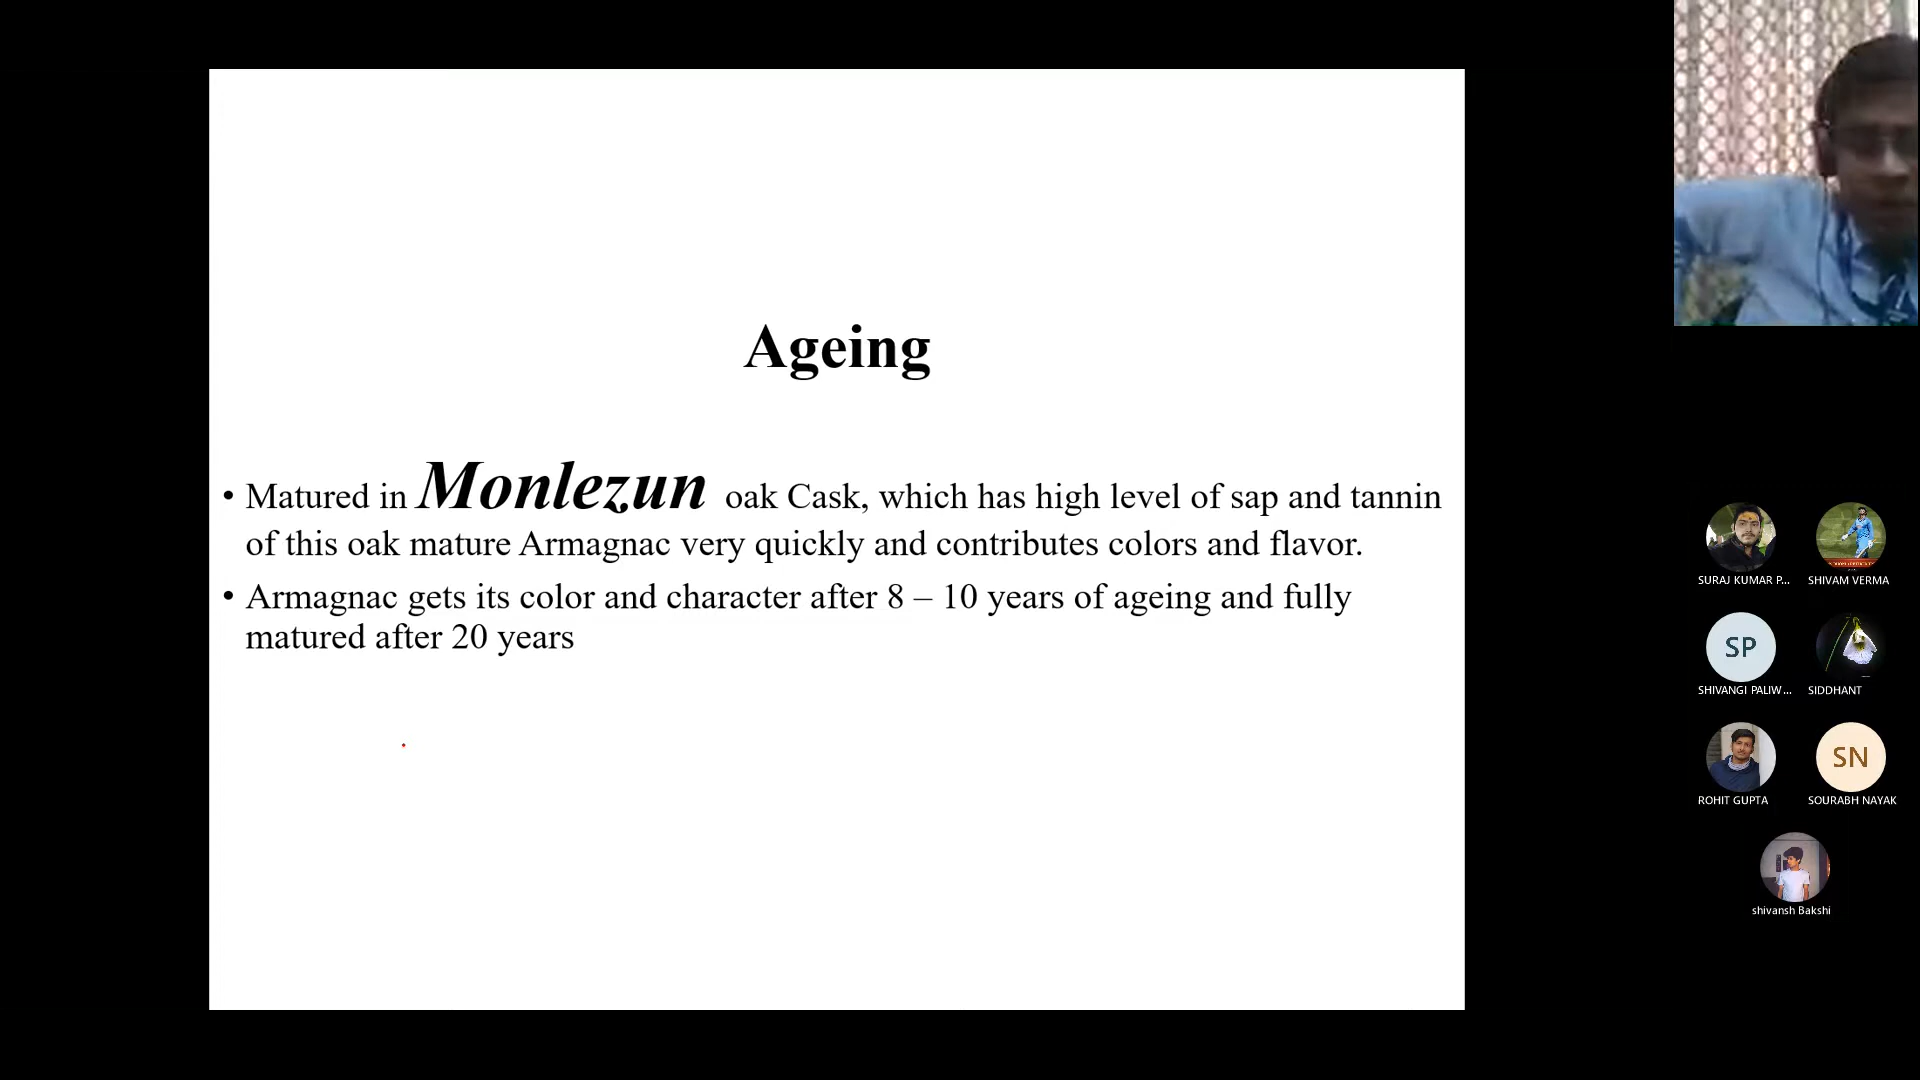 Ageing
• Matured in Monlezun oak Cask, which has high level of sap and tannin
of this oak mature Armagnac very quickly and contributes colors and flavor.
• Armagnac gets its color and character after 8 – 10 years of ageing and fully
matured after 20 years
SURAJ KUMAR P...
SHIVAM VERMA
SP
SHIVANGI PALIW...
SIDDHANT
ROHIT GUPTA
SN
SOURABH NAYAK
shivansh Bakshi